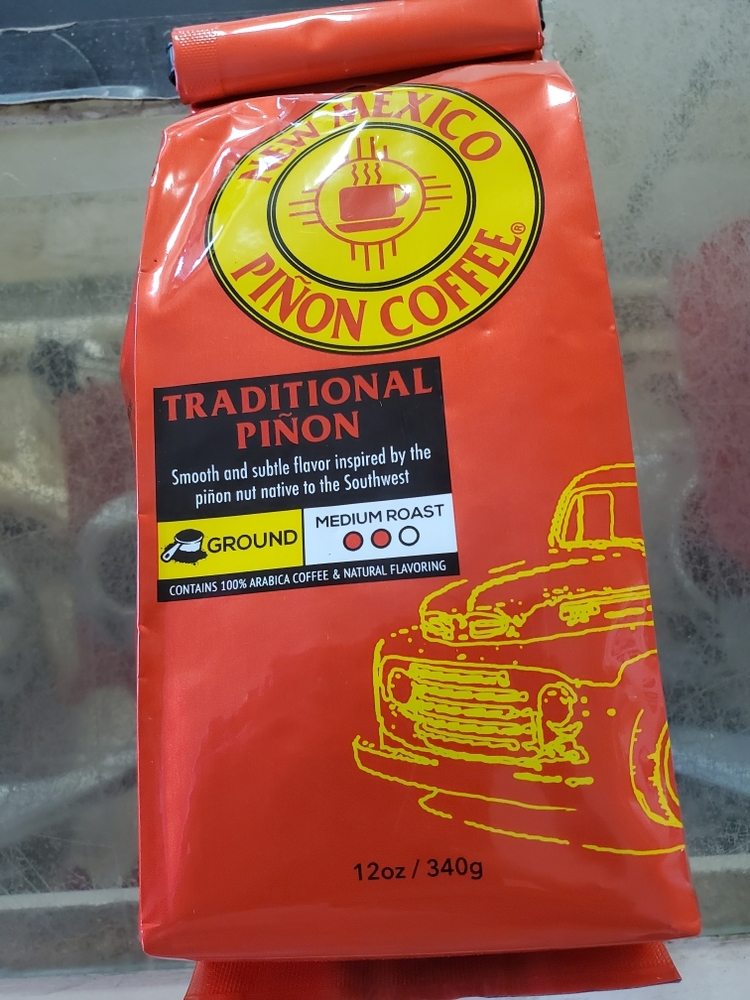 NEW MEXICO
PIÑON COFFEE®
TRADITIONAL
PIÑON
Smooth and subtle flavor inspired by the
piñon nut native to the Southwest
GROUND
MEDIUM ROAST
CONTAINS 100% ARABICA COFFEE & NATURAL FLAVORING
12oz / 340g